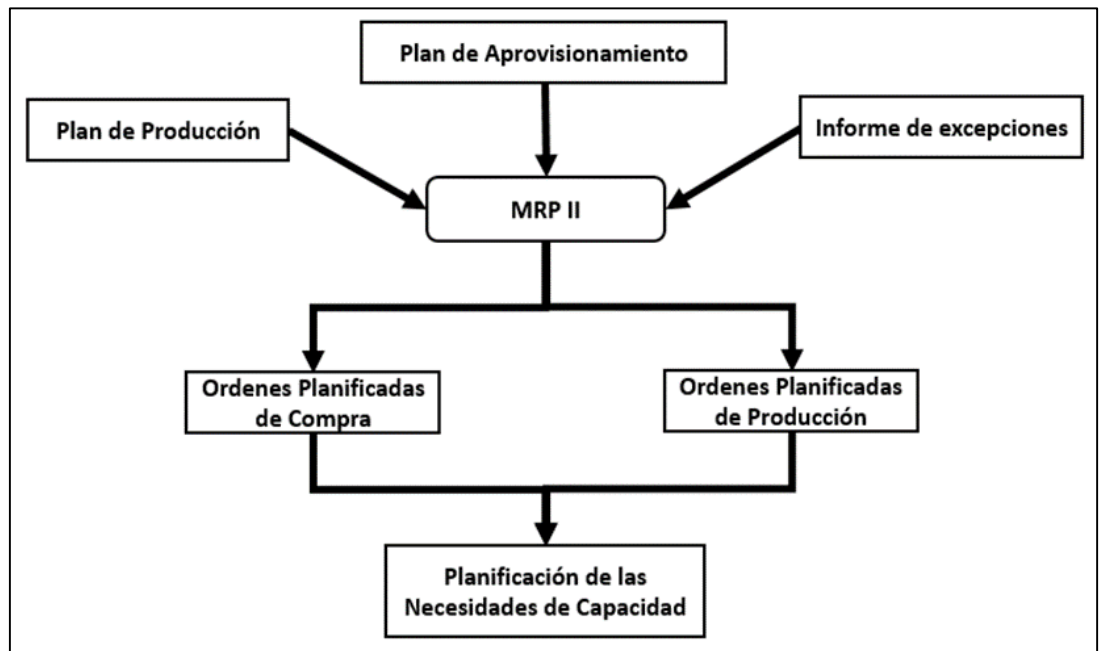 Plan de Aprovisionamiento
Plan de Producción
Informe de excepciones
MRP II
Ordenes Planificadas
de Compra
Ordenes Planificadas
de Producción
Planificación de las
Necesidades de Capacidad